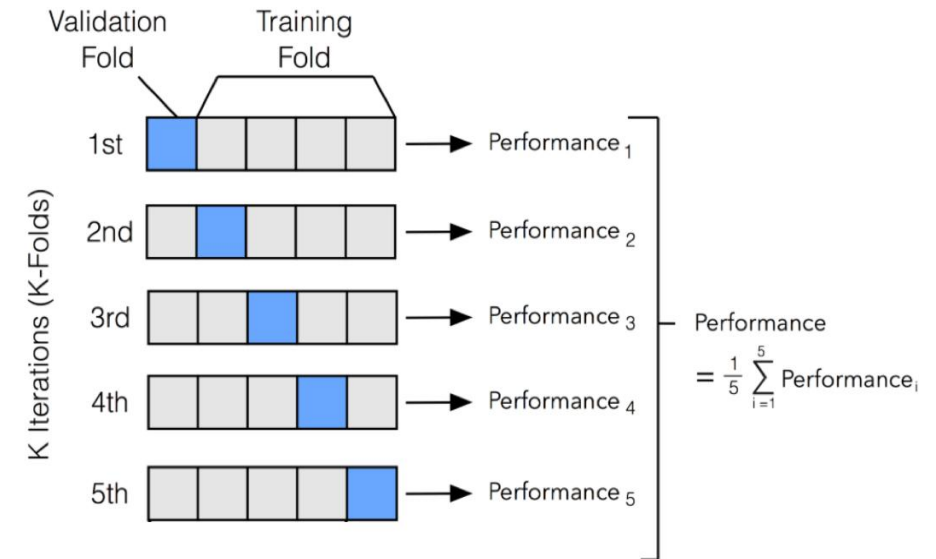 Validation
Fold
Training
Fold
K Iterations (K-Folds)
1st
Performance 1
2nd
Performance 2
3rd
Performance 3
4th
Performance 4
5th
Performance 5
Performance
= 1/5 5∑i=1 Performancei